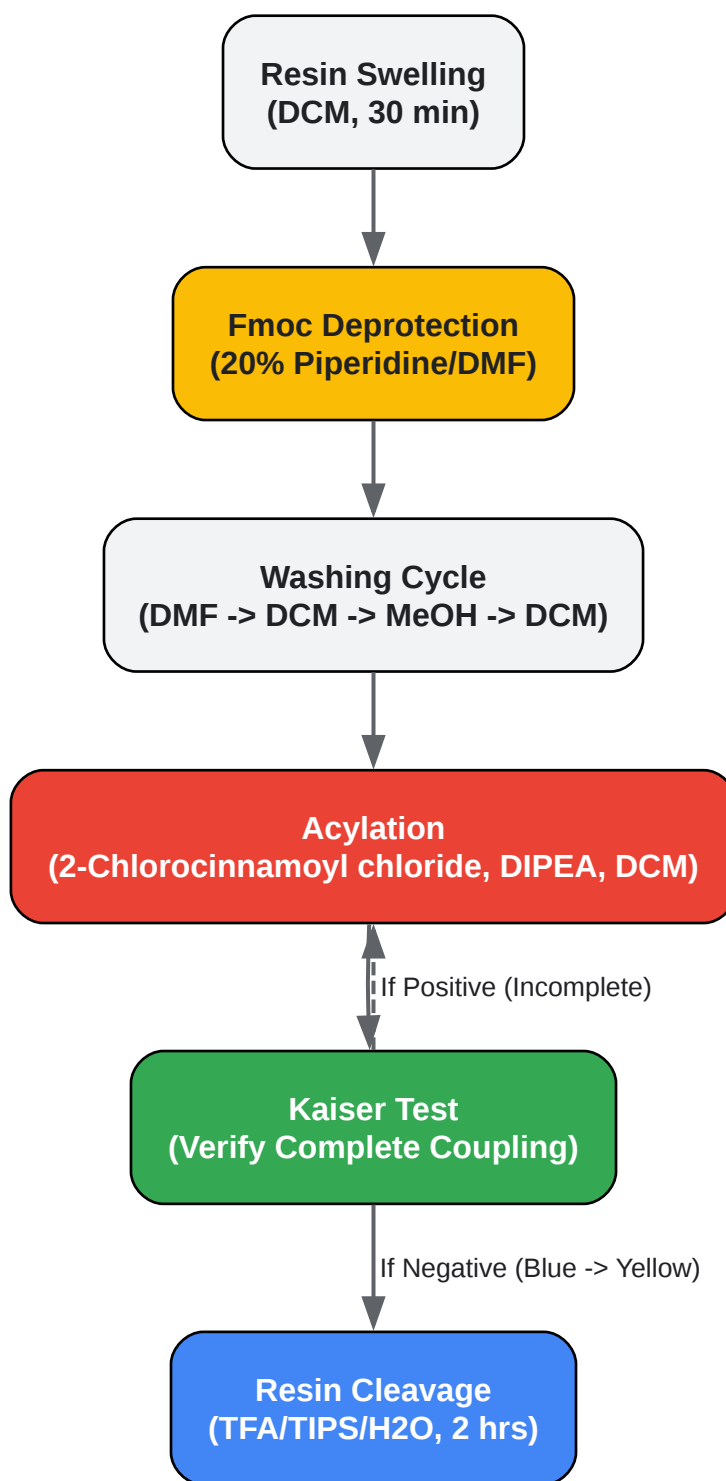 Resin Swelling
(DCM, 30 min)
Fmoc Deprotection
(20% Piperidine/DMF)
Washing Cycle
(DMF -> DCM -> MeOH -> DCM)
Acylation
(2-Chlorocinnamoyl chloride, DIPEA, DCM)
If Positive (Incomplete)
Kaiser Test
(Verify Complete Coupling)
If Negative (Blue -> Yellow)
Resin Cleavage
(TFA/TIPS/H2O, 2 hrs)